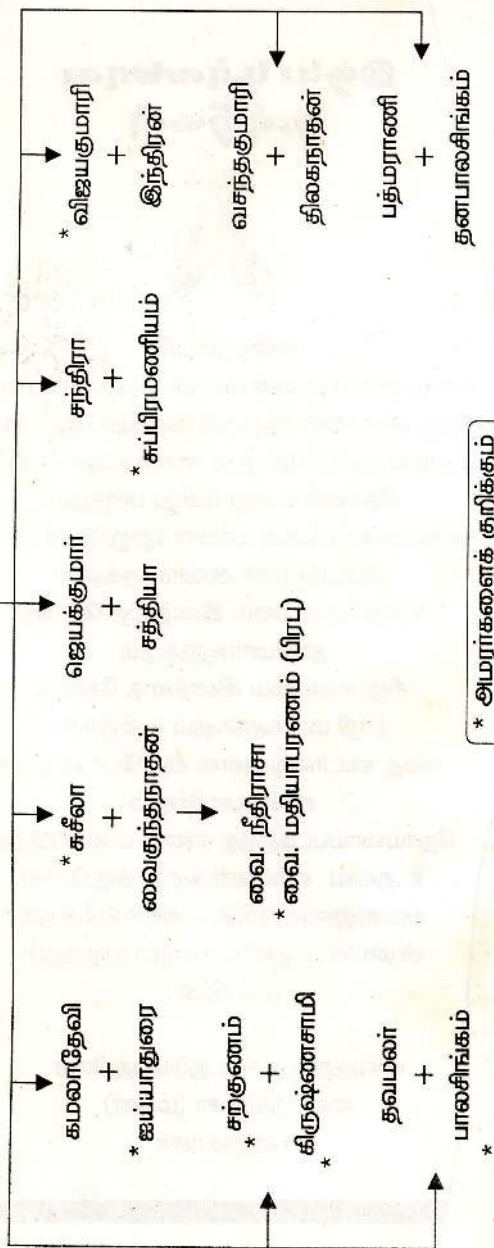 கமலாதேவி
+
* ஐயாத்துரை
சற்குணம்
* +
கிருஷ்ணசாமி
*
தவமலர்
+
பாலசிங்கம்
*
* சுசீலா
+
வைகுந்தநாதன்
வை. நீதிராசா
* வை. மதியாபரணம் (பிரபு)
ஜெயக்குமார்
+
சத்தியா
சந்திரா
+
* சுப்பிரமணியம்
* விஜயகுமாரி
+
இந்திரன்
வசந்தகுமாரி
+
திலகநாதன்
பத்மராணி
+
தனபாலசிங்கம்
* அமரர்களைக் குறிக்கும்